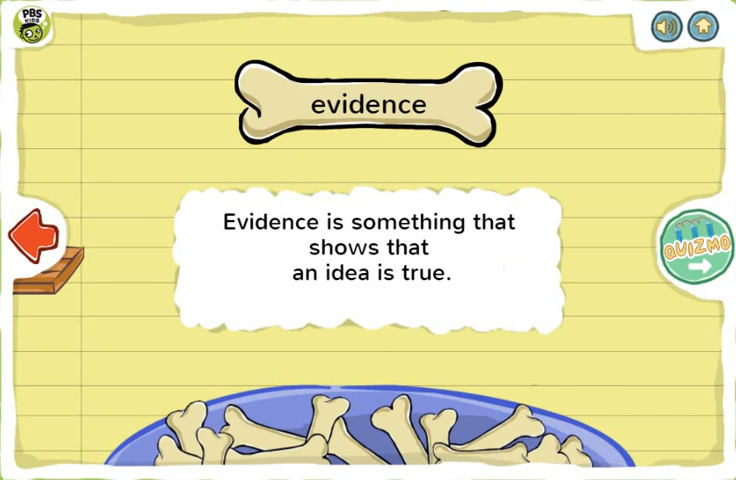 PBS
KIDS
evidence
Evidence is something that
shows that
an idea is true.
QUIZMO